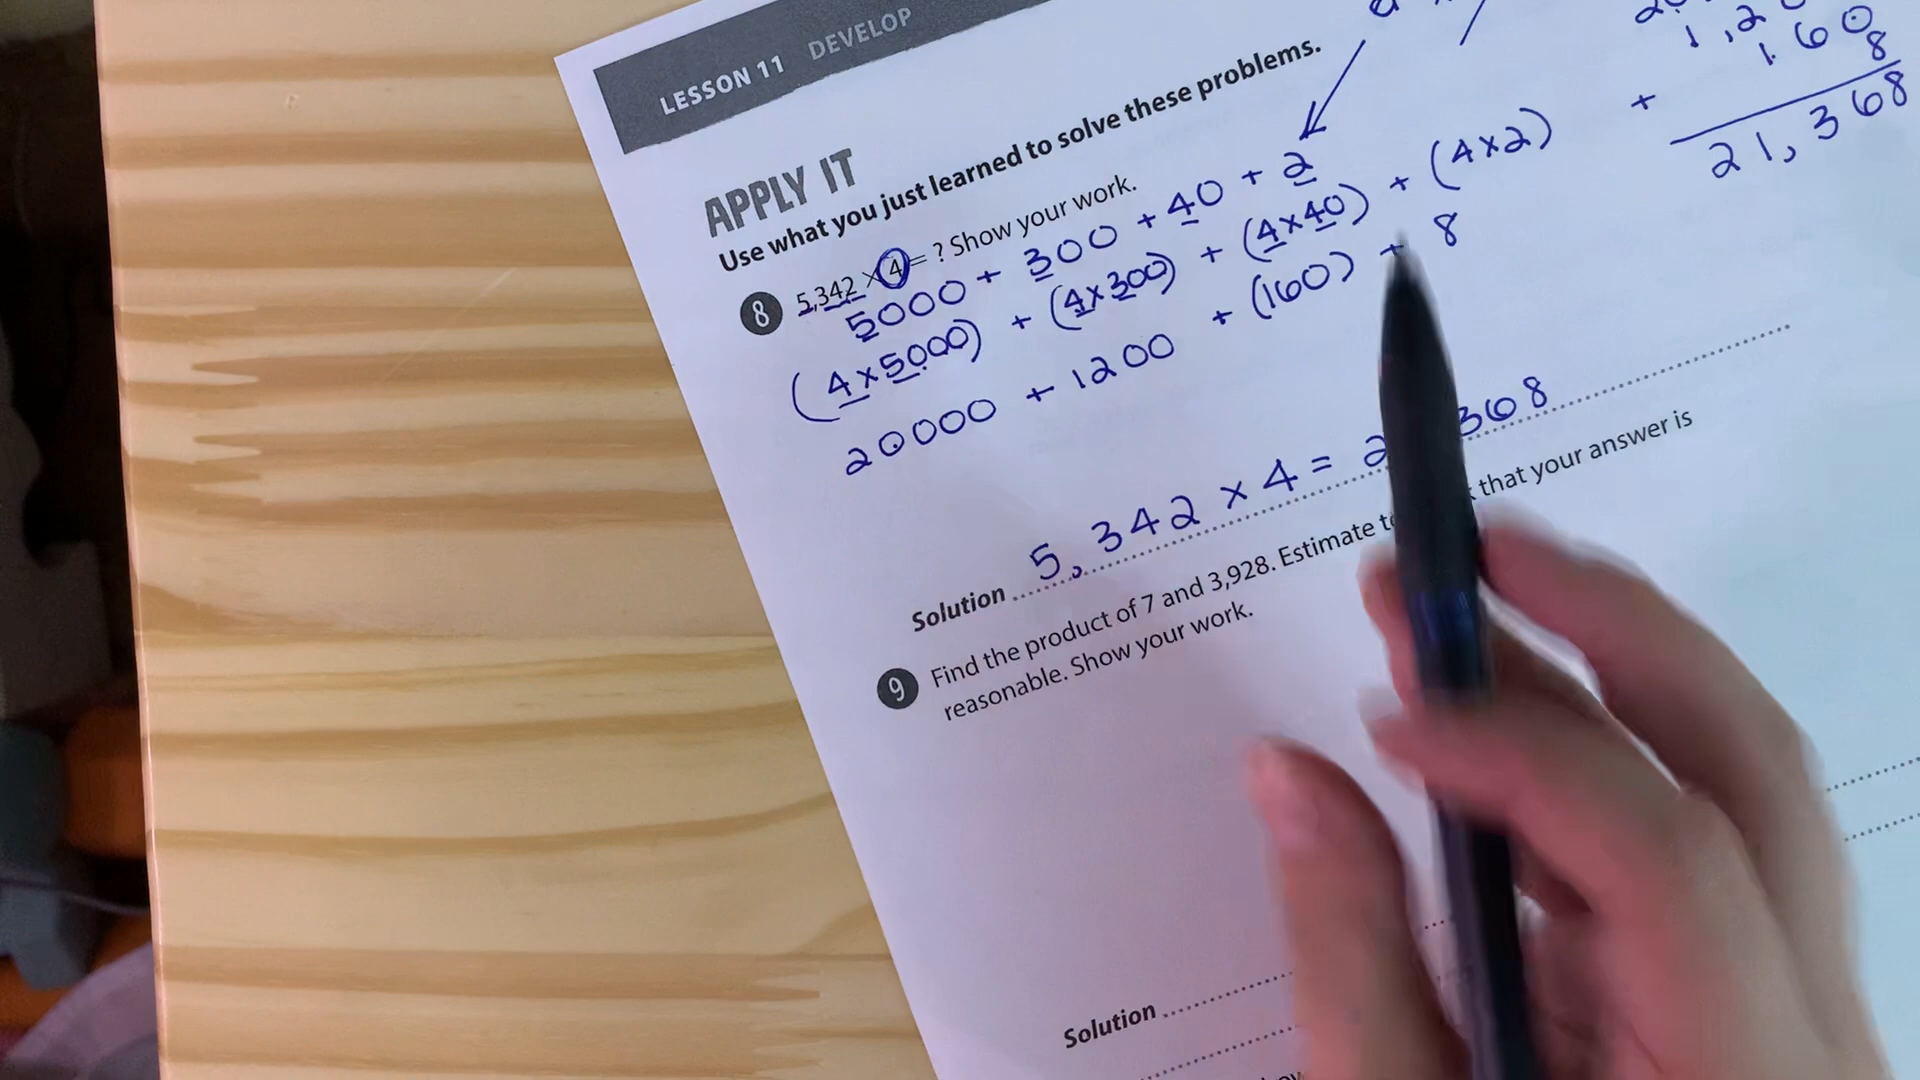 LESSON 11 DEVELOP
APPLY IT
Use what you just learned to solve these problems.
8 5,342 × 4 = ? Show your work.
5000 + 300 + 40 + 2
(4×5000) + (4×300) + (4×40) + (4×2)
20000 + 1200 + (160) + 8
160
8
+
21,368
Solution 5,342 × 4 = 2 368
9 Find the product of 7 and 3,928. Estimate that your answer is
reasonable. Show your work.
Solution